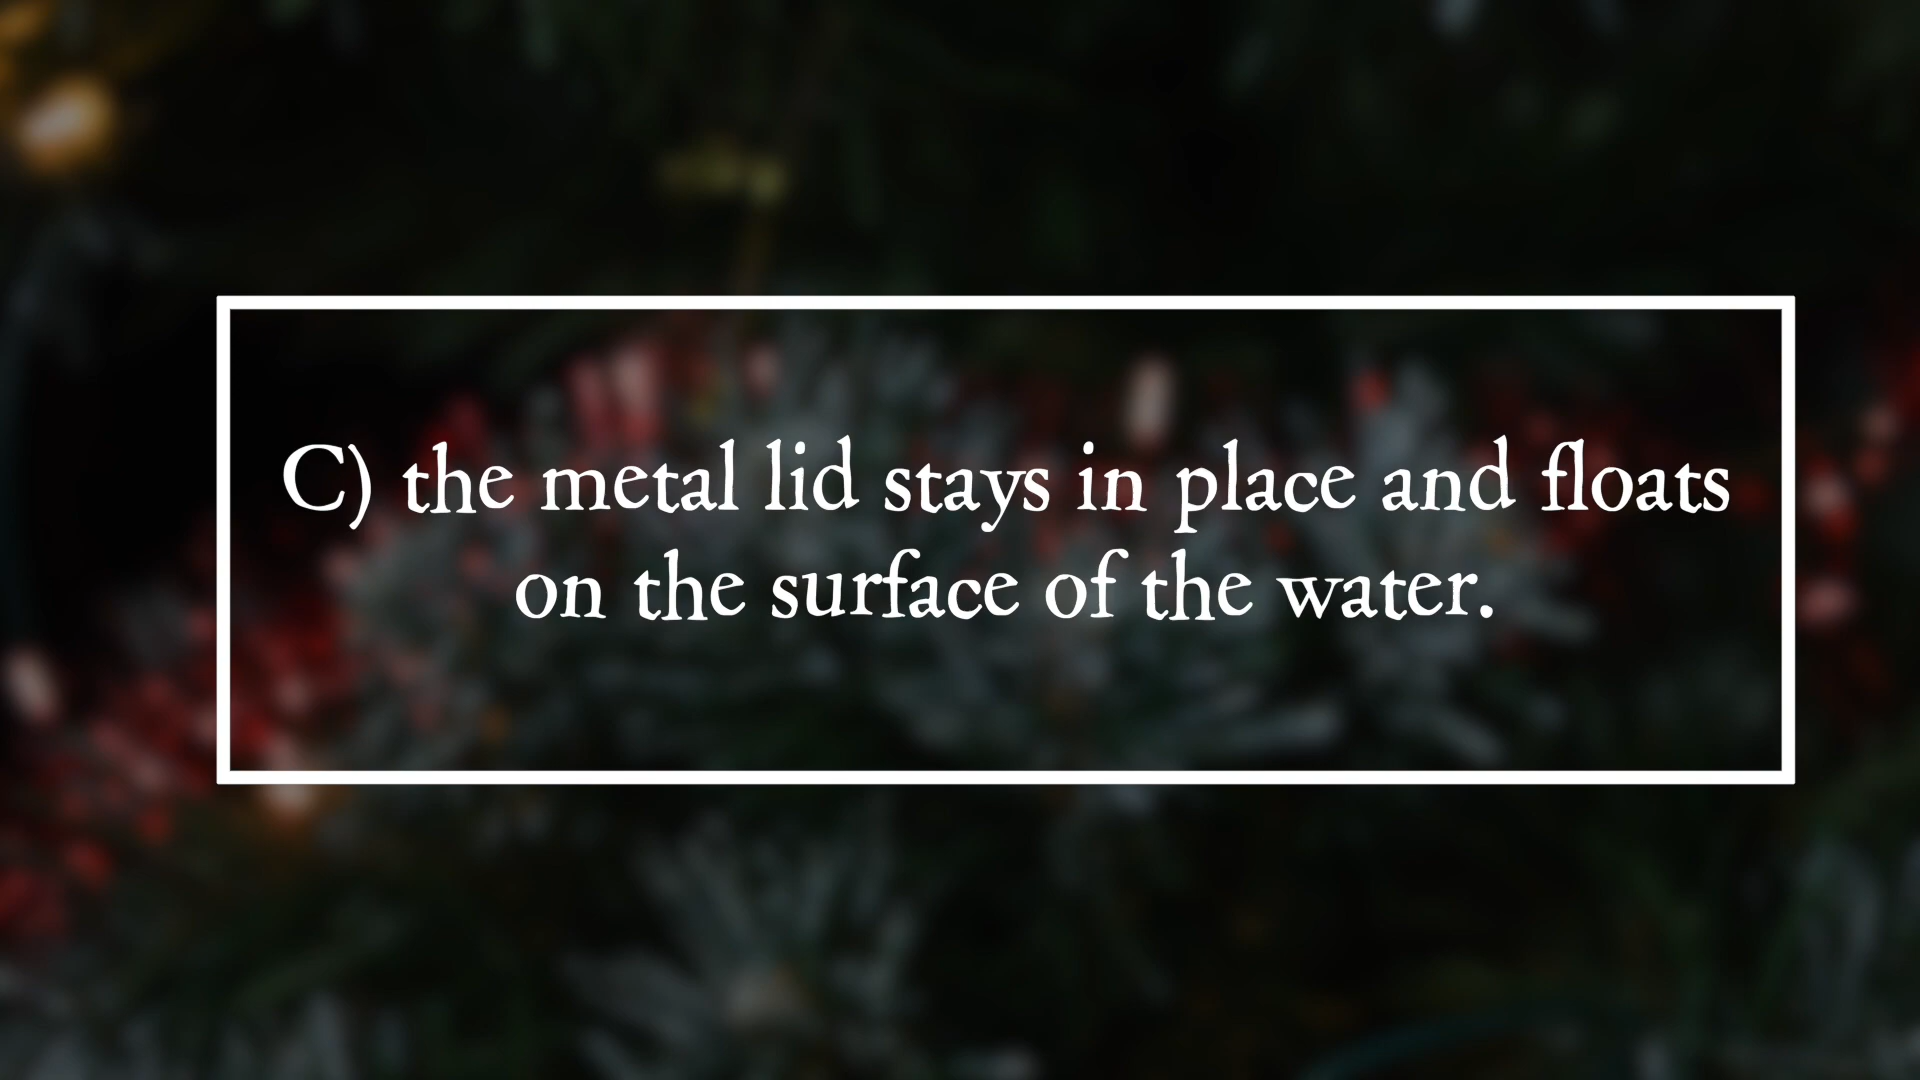 C) the metal lid stays in place and floats
on the surface of the water.